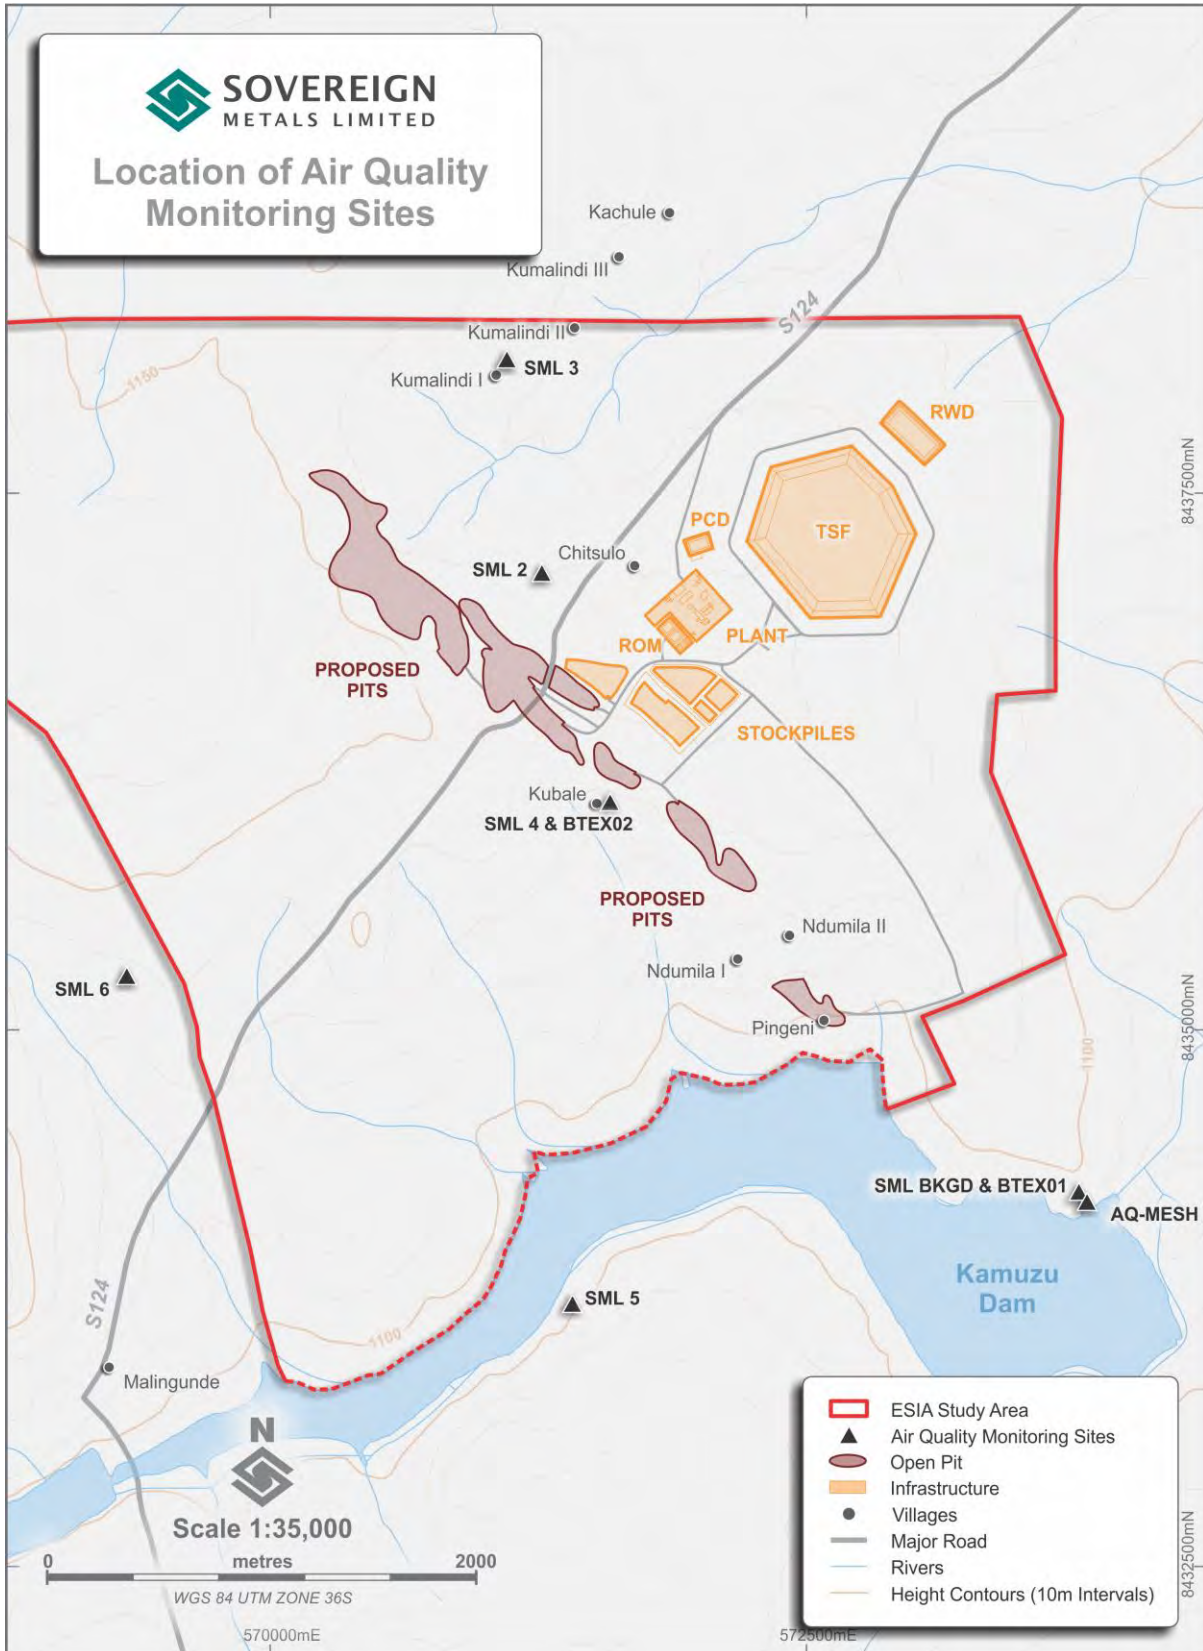 SOVEREIGN
METALS LIMITED
Location of Air Quality
Monitoring Sites
Kachule
Kumalindi III
S124
Kumalindi II
SML 3
Kumalindi I
1150
RWD
8437500mN
PCD
TSF
Chitsulo
SML 2
ROM
PLANT
PROPOSED
PITS
STOCKPILES
Kubale
SML 4 & BTEX02
PROPOSED
PITS
Ndumila II
Ndumila I
SML 6
Pingeni
8435000mN
1100
SML BKGD & BTEX01
AQ-MESH
Kamuzu
Dam
SML 5
S124
1100
Malingunde
N
Scale 1:35,000
0 metres 2000
WGS 84 UTM ZONE 36S
ESIA Study Area
Air Quality Monitoring Sites
Open Pit
Infrastructure
Villages
Major Road
Rivers
Height Contours (10m Intervals)
8432500mN
570000mE
572500mE